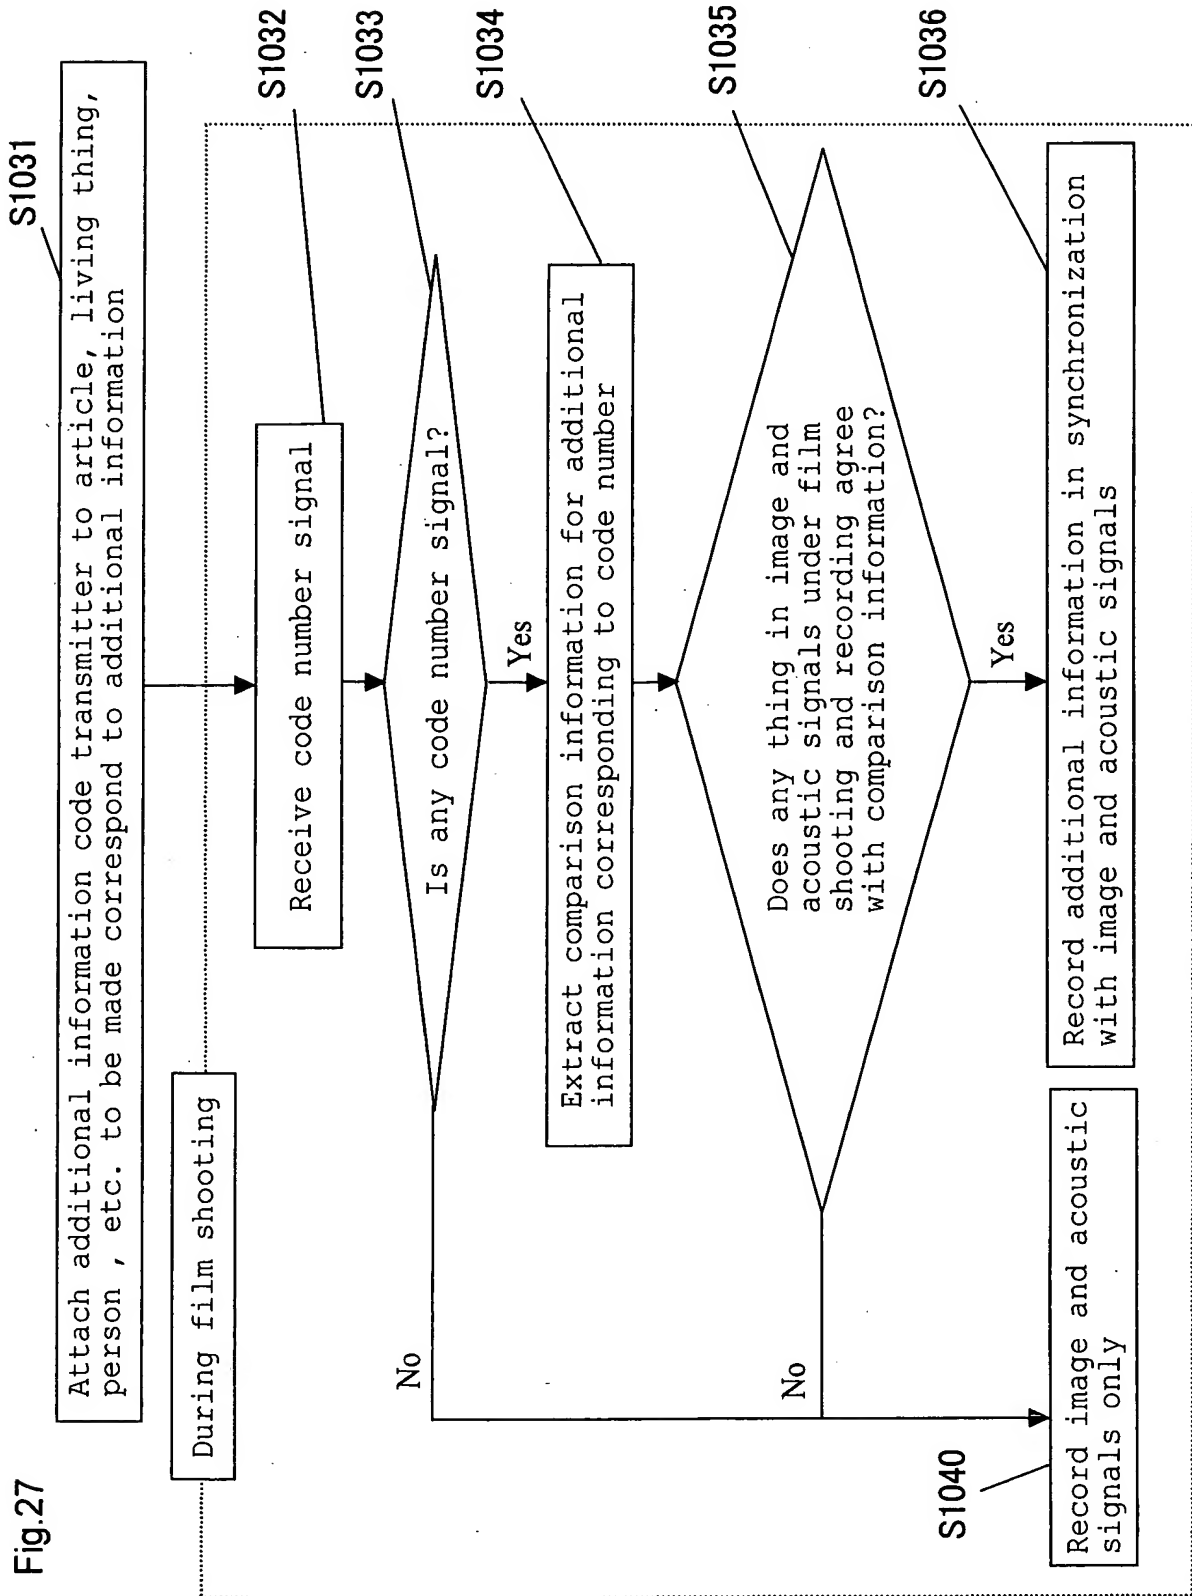 Fig.27
S1031
Attach additional information code transmitter to article, living thing,
person , etc. to be made correspond to additional information
During film shooting
S1032
Receive code number signal
S1033
Is any code number signal?
No
Yes
S1034
Extract comparison information for additional
information corresponding to code number
S1035
Does any thing in image and
acoustic signals under film
shooting and recording agree
with comparison information?
No
Yes
S1036
Record additional information in synchronization
with image and acoustic signals
S1040
Record image and acoustic
signals only